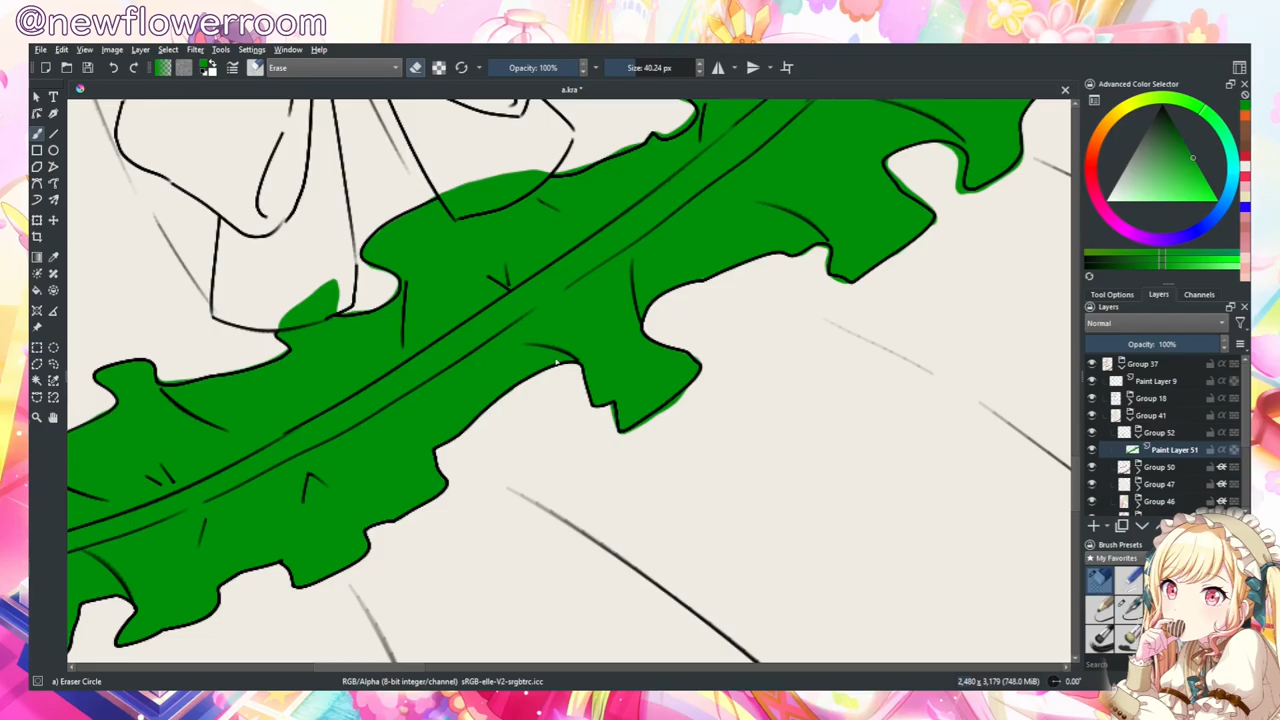 @newflowerroom
File Edit View Image Layer Select Filter Tools Settings Window Help
Erase Opacity: 100% Size: 40.24 px
a.kra *
Advanced Color Selector
Tool Options Layers Channels
Layers
Normal
Opacity: 100%
Group 37
Paint Layer 9
Group 18
Group 41
Group 52
Paint Layer 51
Group 50
Group 47
Group 46
Brush Presets
My Favorites
Search
a) Eraser Circle RGB/Alpha (8-bit integer/channel) sRGB-elle-V2-srgbtrc.icc 2,480 x 3,179 (748.0 MiB) 0.00°